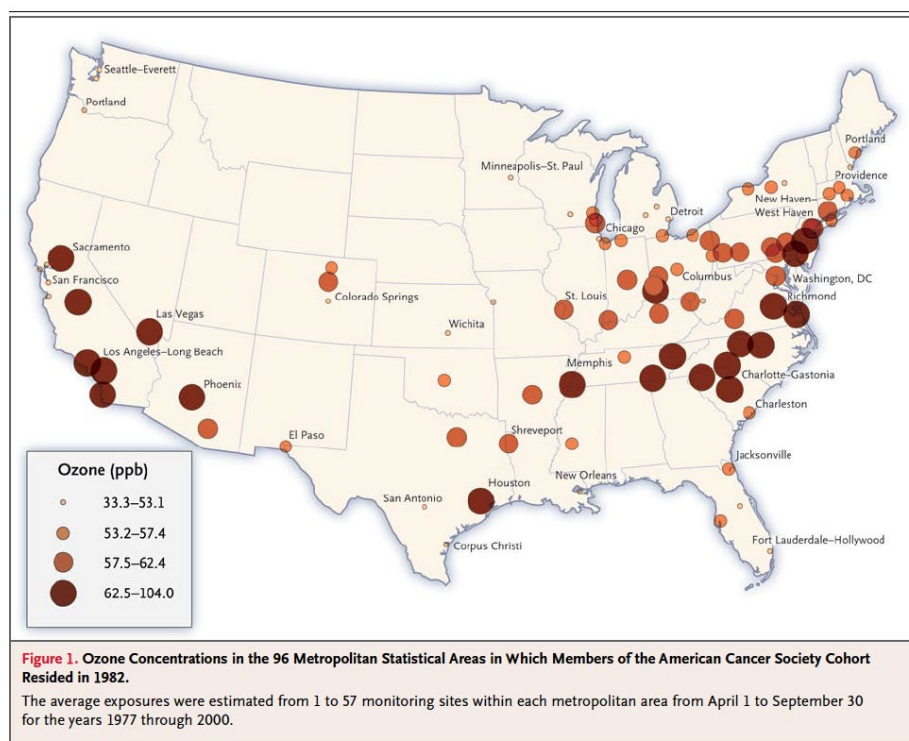 Seattle–Everett
Portland
Portland
Minneapolis–St. Paul
Providence
New Haven–
West Haven
Detroit
Chicago
Sacramento
San Francisco
Columbus
Washington, DC
Colorado Springs
St. Louis
Richmond
Las Vegas
Wichita
Los Angeles–Long Beach
Memphis
Phoenix
Charlotte–Gastonia
Charleston
El Paso
Shreveport
Jacksonville
Ozone (ppb)
33.3–53.1
53.2–57.4
57.5–62.4
62.5–104.0
New Orleans
Houston
San Antonio
Corpus Christi
Fort Lauderdale–Hollywood
Figure 1. Ozone Concentrations in the 96 Metropolitan Statistical Areas in Which Members of the American Cancer Society Cohort
Resided in 1982.
The average exposures were estimated from 1 to 57 monitoring sites within each metropolitan area from April 1 to September 30
for the years 1977 through 2000.